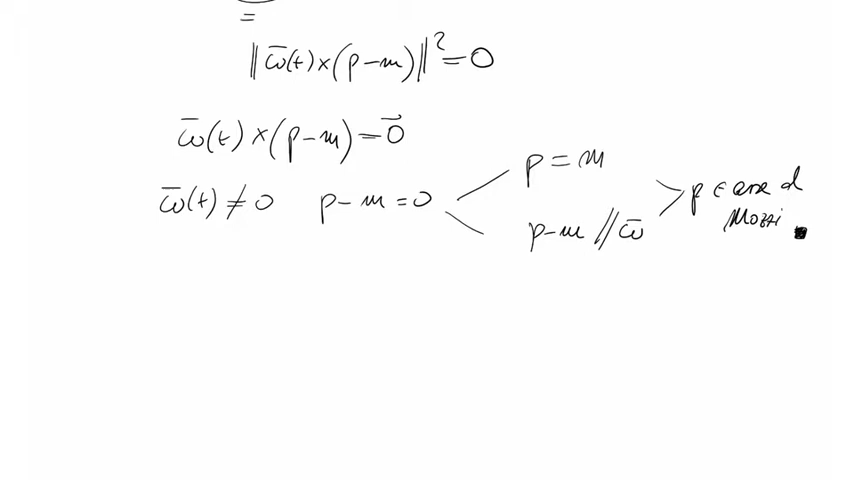 =
‖ω̄(t)×(p−m)‖²=0
ω̄(t)×(p−m)=0⃗
ω̄(t)≠0 p−m=0 < p=m
p−m // ω̄ > p ∈ asse di
Mozzi